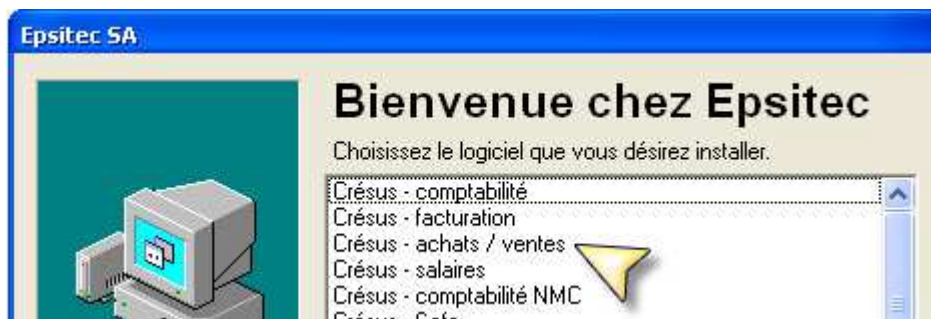 Epsitec SA
Bienvenue chez Epsitec
Choisissez le logiciel que vous désirez installer.
Crésus - comptabilité
Crésus - facturation
Crésus - achats / ventes
Crésus - salaires
Crésus - comptabilité NMC